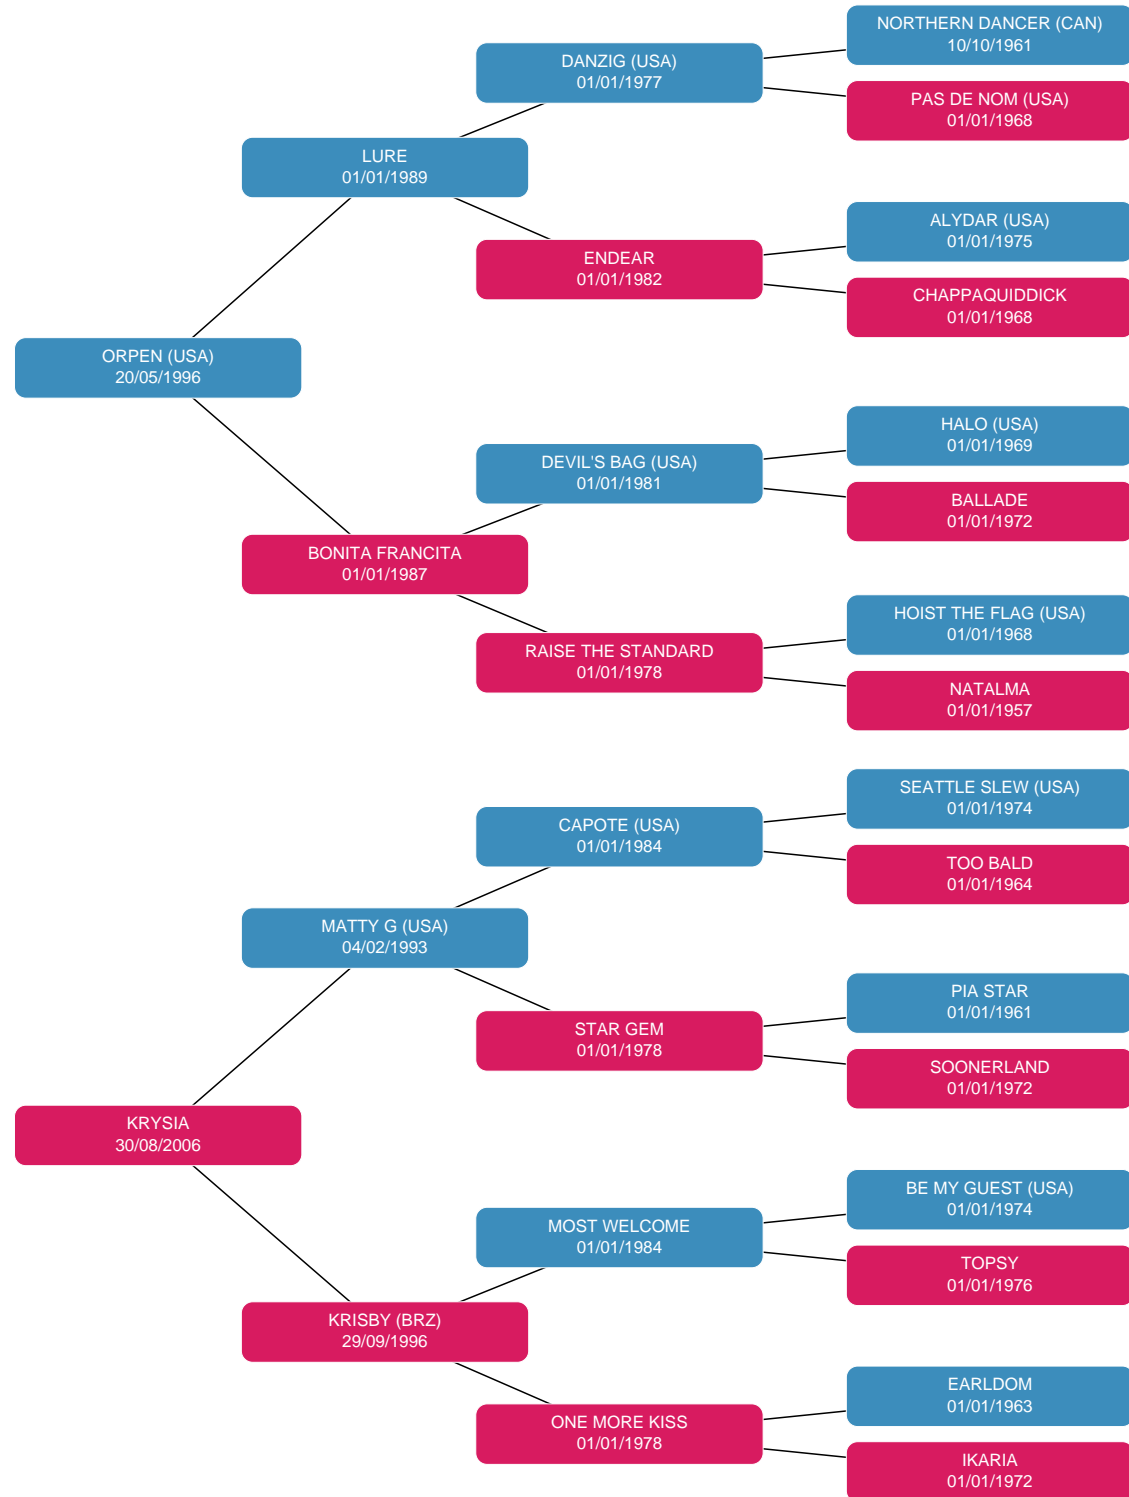 NORTHERN DANCER (CAN)
10/10/1961
DANZIG (USA)
01/01/1977
PAS DE NOM (USA)
01/01/1968
LURE
01/01/1989
ALYDAR (USA)
01/01/1975
ENDEAR
01/01/1982
CHAPPAQUIDDICK
01/01/1968
ORPEN (USA)
20/05/1996
HALO (USA)
01/01/1969
DEVIL'S BAG (USA)
01/01/1981
BALLADE
01/01/1972
BONITA FRANCITA
01/01/1987
HOIST THE FLAG (USA)
01/01/1968
RAISE THE STANDARD
01/01/1978
NATALMA
01/01/1957
SEATTLE SLEW (USA)
01/01/1974
CAPOTE (USA)
01/01/1984
TOO BALD
01/01/1964
MATTY G (USA)
04/02/1993
PIA STAR
01/01/1961
STAR GEM
01/01/1978
SOONERLAND
01/01/1972
KRYSIA
30/08/2006
BE MY GUEST (USA)
01/01/1974
MOST WELCOME
01/01/1984
TOPSY
01/01/1976
KRISBY (BRZ)
29/09/1996
EARLDOM
01/01/1963
ONE MORE KISS
01/01/1978
IKARIA
01/01/1972